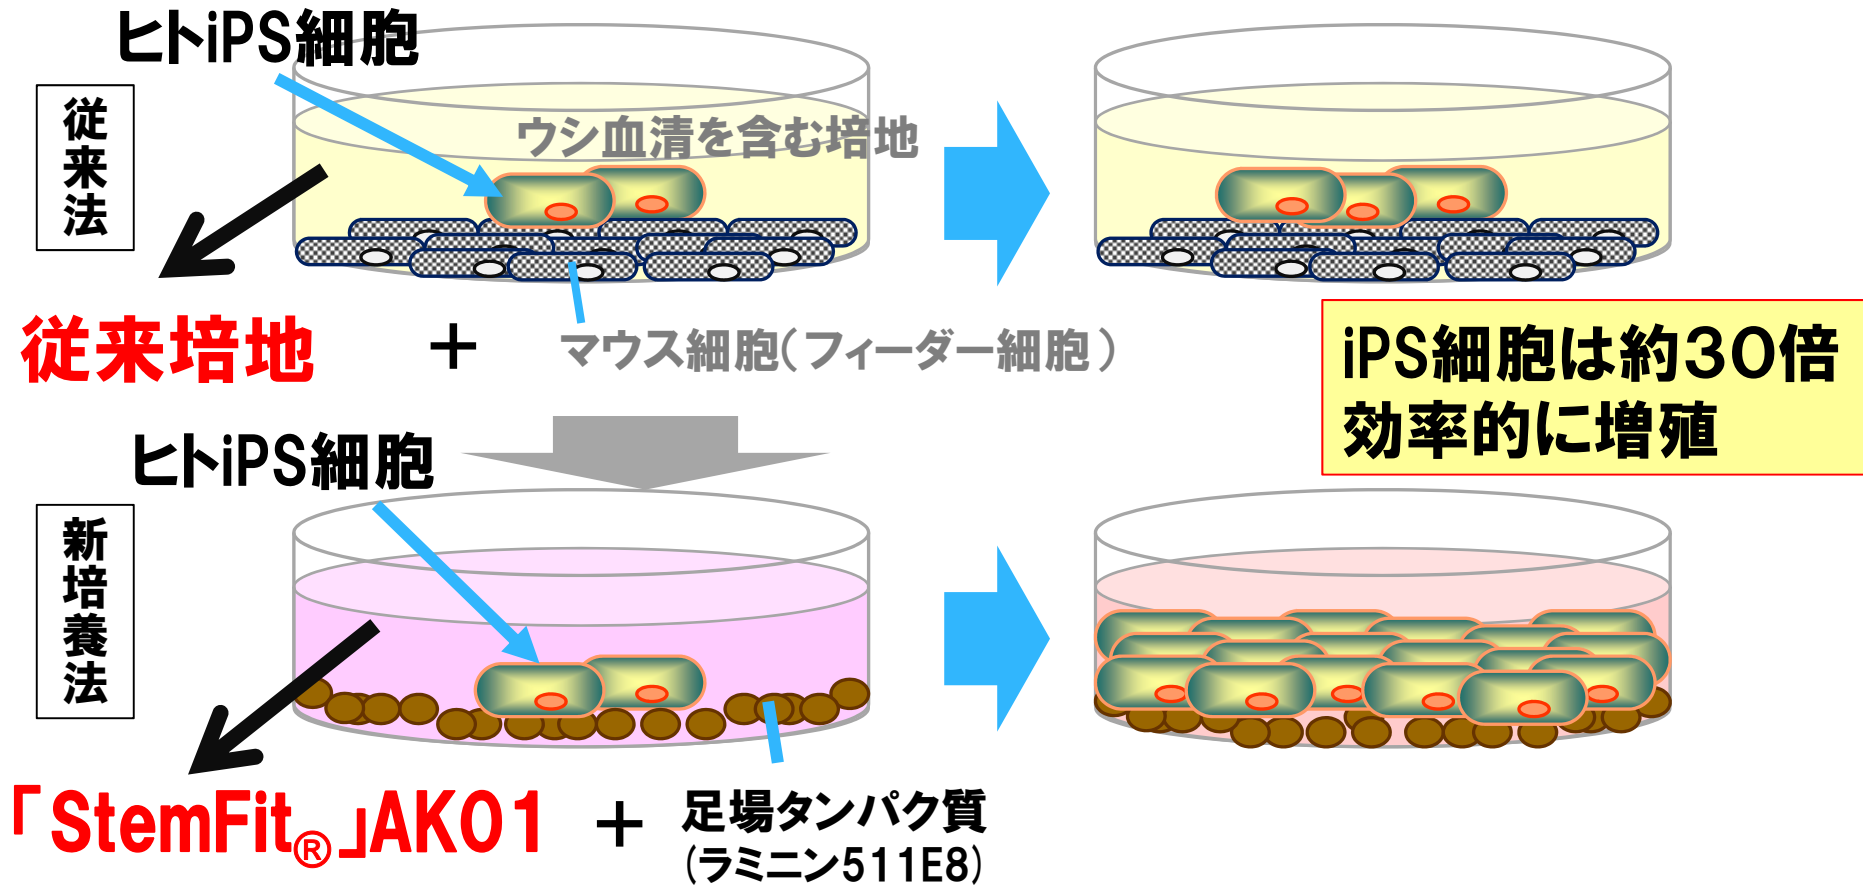 ヒトiPS細胞
従来法
ウシ血清を含む培地
従来培地 + マウス細胞(フィーダー細胞)
iPS細胞は約30倍
効率的に増殖
ヒトiPS細胞
新培養法
「StemFit®」AK01 + 足場タンパク質
(ラミニン511E8)